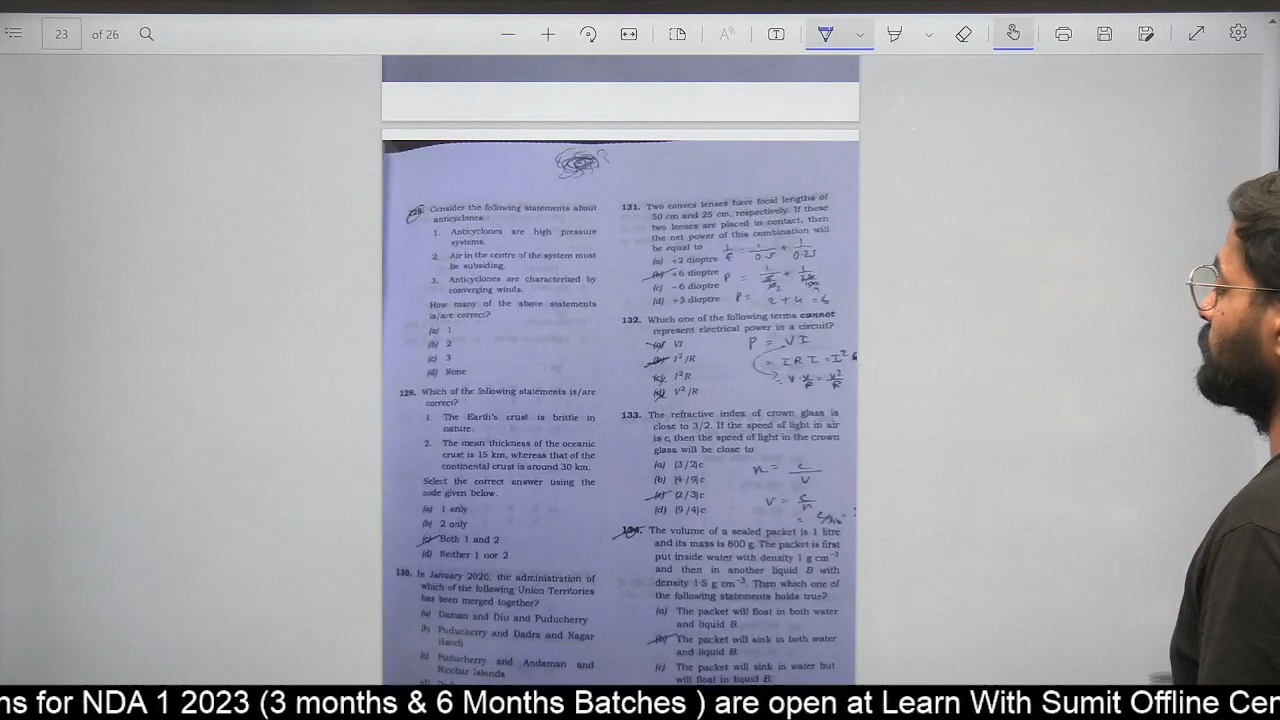 23 of 26
128. Consider the following statements about
anticyclones :
1. Anticyclones are high pressure
systems.
2. Air in the centre of the system must
be subsiding.
3. Anticyclones are characterized by
converging winds.
How many of the above statements
is/are correct?
(a) 1
(b) 2
(c) 3
(d) None
129. Which of the following statements is/are
correct?
1. The Earth's crust is brittle in
nature.
2. The mean thickness of the oceanic
crust is 15 km, whereas that of the
continental crust is around 30 km.
Select the correct answer using the
code given below.
(a) 1 only
(b) 2 only
(c) Both 1 and 2
(d) Neither 1 nor 2
130. In January 2020, the administration of
which of the following Union Territories
has been merged together?
(a) Daman and Diu and Puducherry
(b) Puducherry and Dadra and Nagar
Haveli
(c) Puducherry and Andaman and
Nicobar Islands
131. Two convex lenses have focal lengths of
50 cm and 25 cm, respectively. If these
two lenses are placed in contact, then
the net power of this combination will
be equal to
1/f = 1/0.5 + 1/0.25
(a) +2 dioptre
(b) +6 dioptre
(c) −6 dioptre
(d) +3 dioptre
P = 2 + 4 = 6
132. Which one of the following terms cannot
represent electrical power in a circuit?
(a) VI
P = VI
(b) I²/R
= IRI = I²
(c) I²R
(d) V²/R
= V · V/R = V²/R
133. The refractive index of crown glass is
close to 3/2. If the speed of light in air
is c, then the speed of light in the crown
glass will be close to
(a) (3/2)c
n = c/v
(b) (4/9)c
(c) (2/3)c
v = c/n
(d) (9/4)c
134. The volume of a sealed packet is 1 litre
and its mass is 800 g. The packet is first
put inside water with density 1 g cm⁻³
and then in another liquid B with
density 1·5 g cm⁻³. Then which one of
the following statements holds true?
(a) The packet will float in both water
and liquid B.
(b) The packet will sink in both water
and liquid B.
(c) The packet will sink in water but
will float in liquid B.
ns for NDA 1 2023 (3 months & 6 Months Batches ) are open at Learn With Sumit Offline Cen